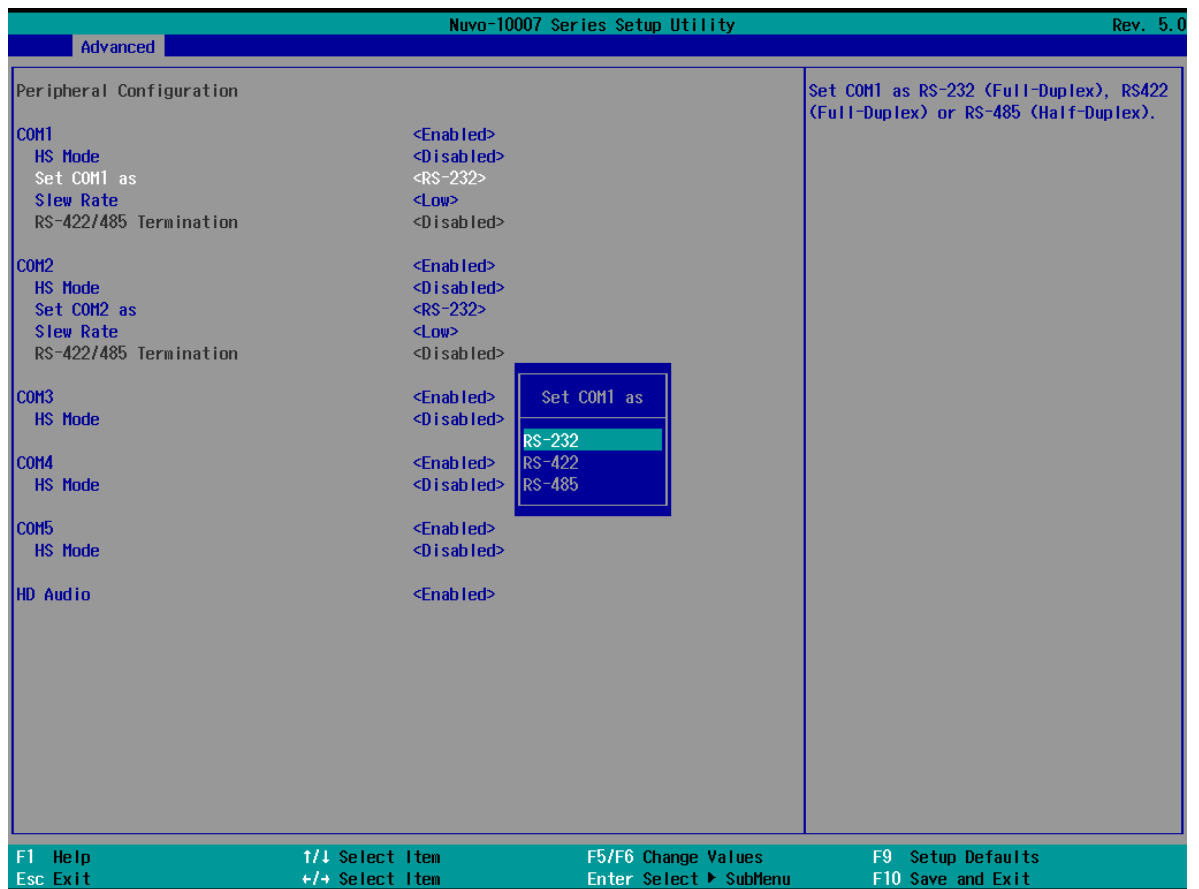 Nuvo-10007 Series Setup Utility Rev. 5.0
Advanced
Peripheral Configuration
Set COM1 as RS-232 (Full-Duplex), RS422
(Full-Duplex) or RS-485 (Half-Duplex).
COM1 <Enabled>
HS Mode <Disabled>
Set COM1 as <RS-232>
Slew Rate <Low>
RS-422/485 Termination <Disabled>
COM2 <Enabled>
HS Mode <Disabled>
Set COM2 as <RS-232>
Slew Rate <Low>
RS-422/485 Termination <Disabled>
COM3 <Enabled>
HS Mode <Disabled>
COM4 <Enabled>
HS Mode <Disabled>
COM5 <Enabled>
HS Mode <Disabled>
HD Audio <Enabled>
Set COM1 as
RS-232
RS-422
RS-485
F1 Help ↑/↓ Select Item F5/F6 Change Values F9 Setup Defaults
Esc Exit ←/→ Select Item Enter Select ▶ SubMenu F10 Save and Exit